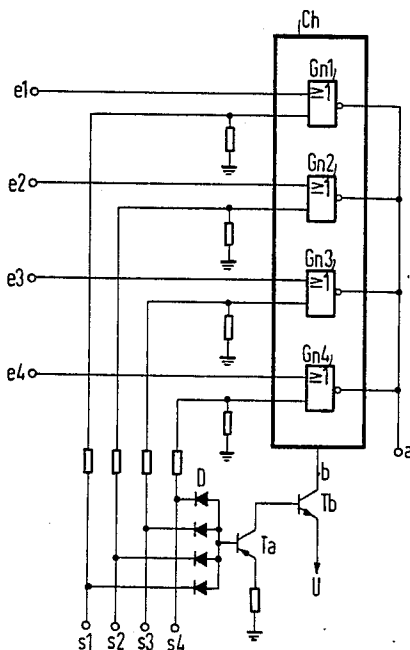 Ch
Gn1
e1
≥1
Gn2
e2
≥1
Gn3
e3
≥1
Gn4
e4
≥1
a
D
b
Tb
Ta
U
s1 s2 s3 s4